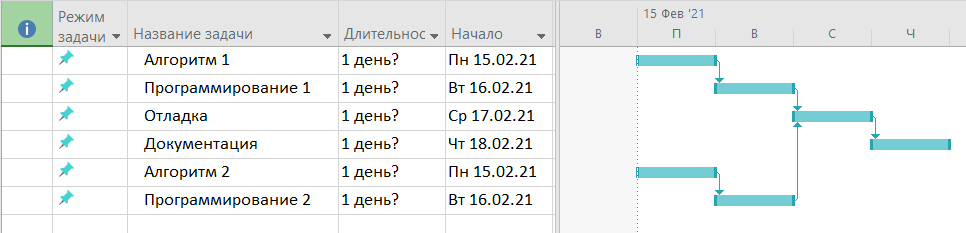 i
Режим задачи
Название задачи
Длительнос
Начало
15 Фев '21
В П В С Ч
Алгоритм 1 1 день? Пн 15.02.21
Программирование 1 1 день? Вт 16.02.21
Отладка 1 день? Ср 17.02.21
Документация 1 день? Чт 18.02.21
Алгоритм 2 1 день? Пн 15.02.21
Программирование 2 1 день? Вт 16.02.21